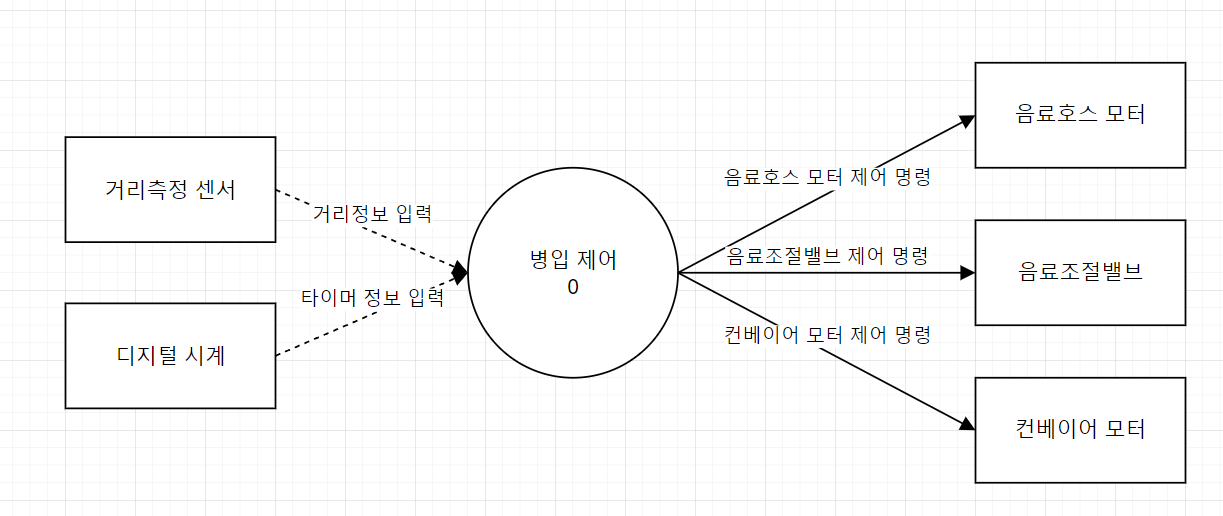 거리측정 센서
거리정보 입력
타이머 정보 입력
디지털 시계
병입 제어
0
음료호스 모터
음료호스 모터 제어 명령
음료조절밸브 제어 명령
음료조절밸브
컨베이어 모터 제어 명령
컨베이어 모터